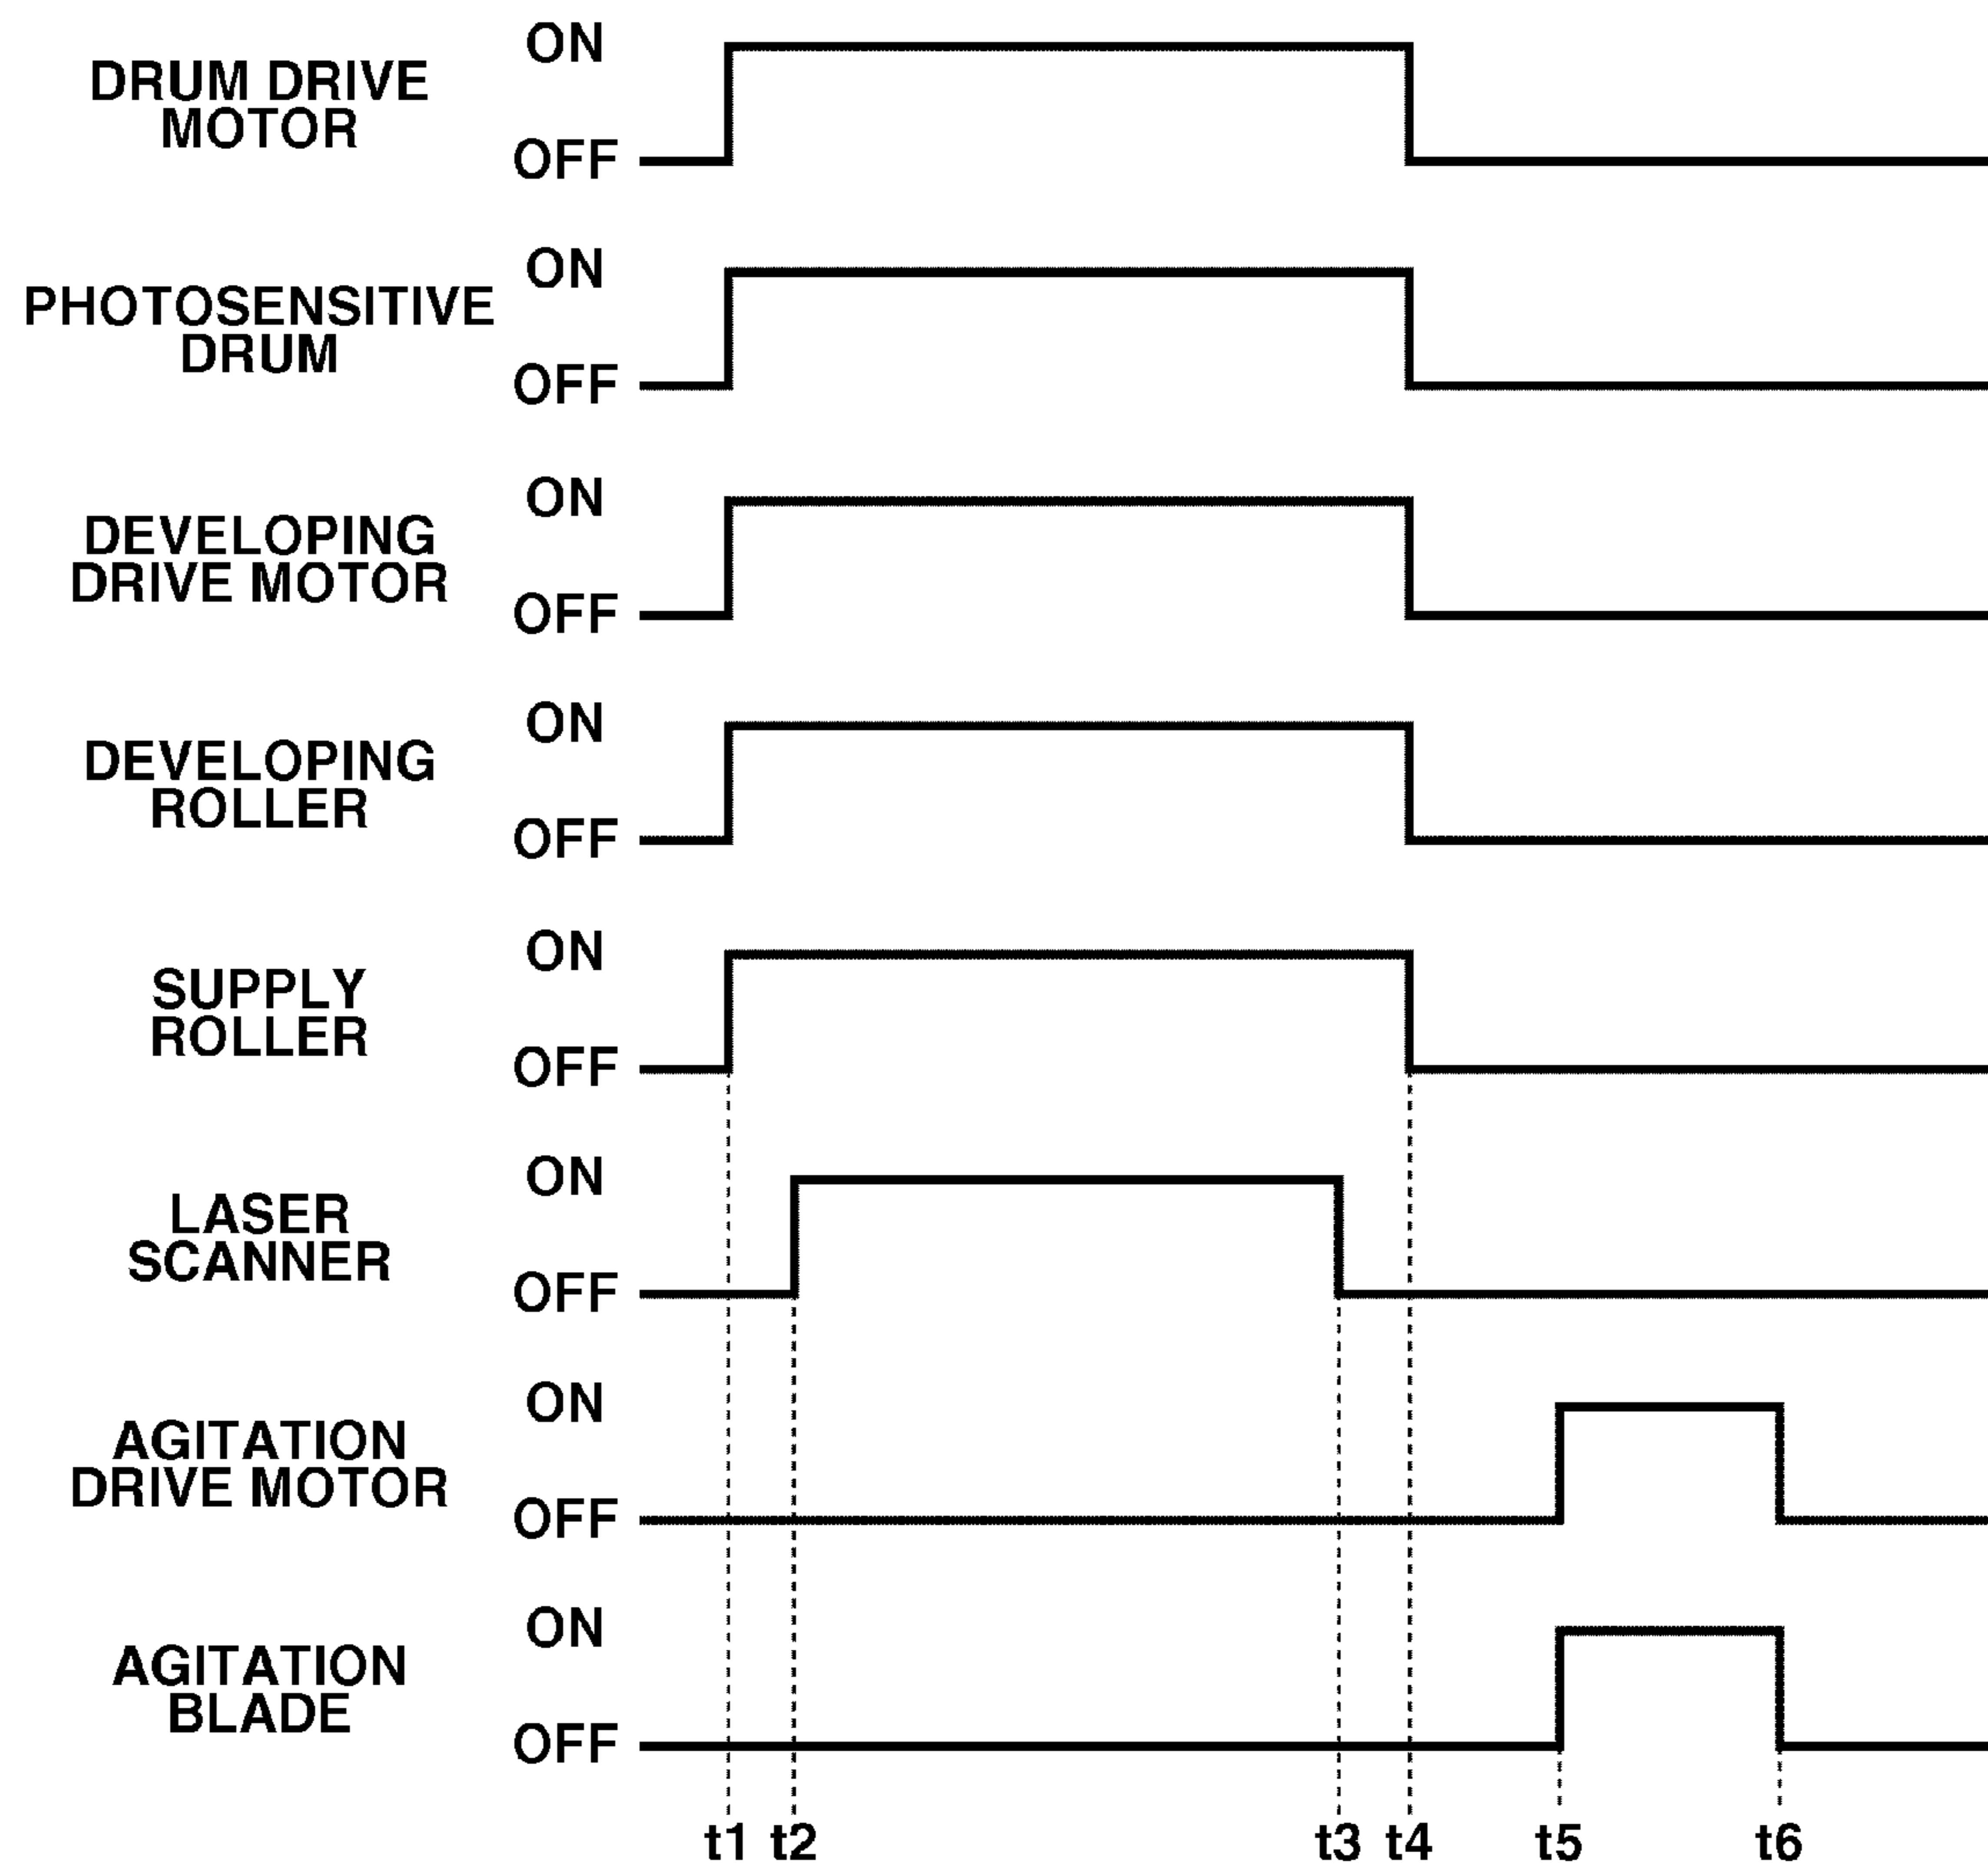 ON
DRUM DRIVE
MOTOR
OFF
ON
PHOTOSENSITIVE
DRUM
OFF
ON
DEVELOPING
DRIVE MOTOR
OFF
ON
DEVELOPING
ROLLER
OFF
ON
SUPPLY
ROLLER
OFF
ON
LASER
SCANNER
OFF
ON
AGITATION
DRIVE MOTOR
OFF
ON
AGITATION
BLADE
OFF
t1 t2 t3 t4 t5 t6